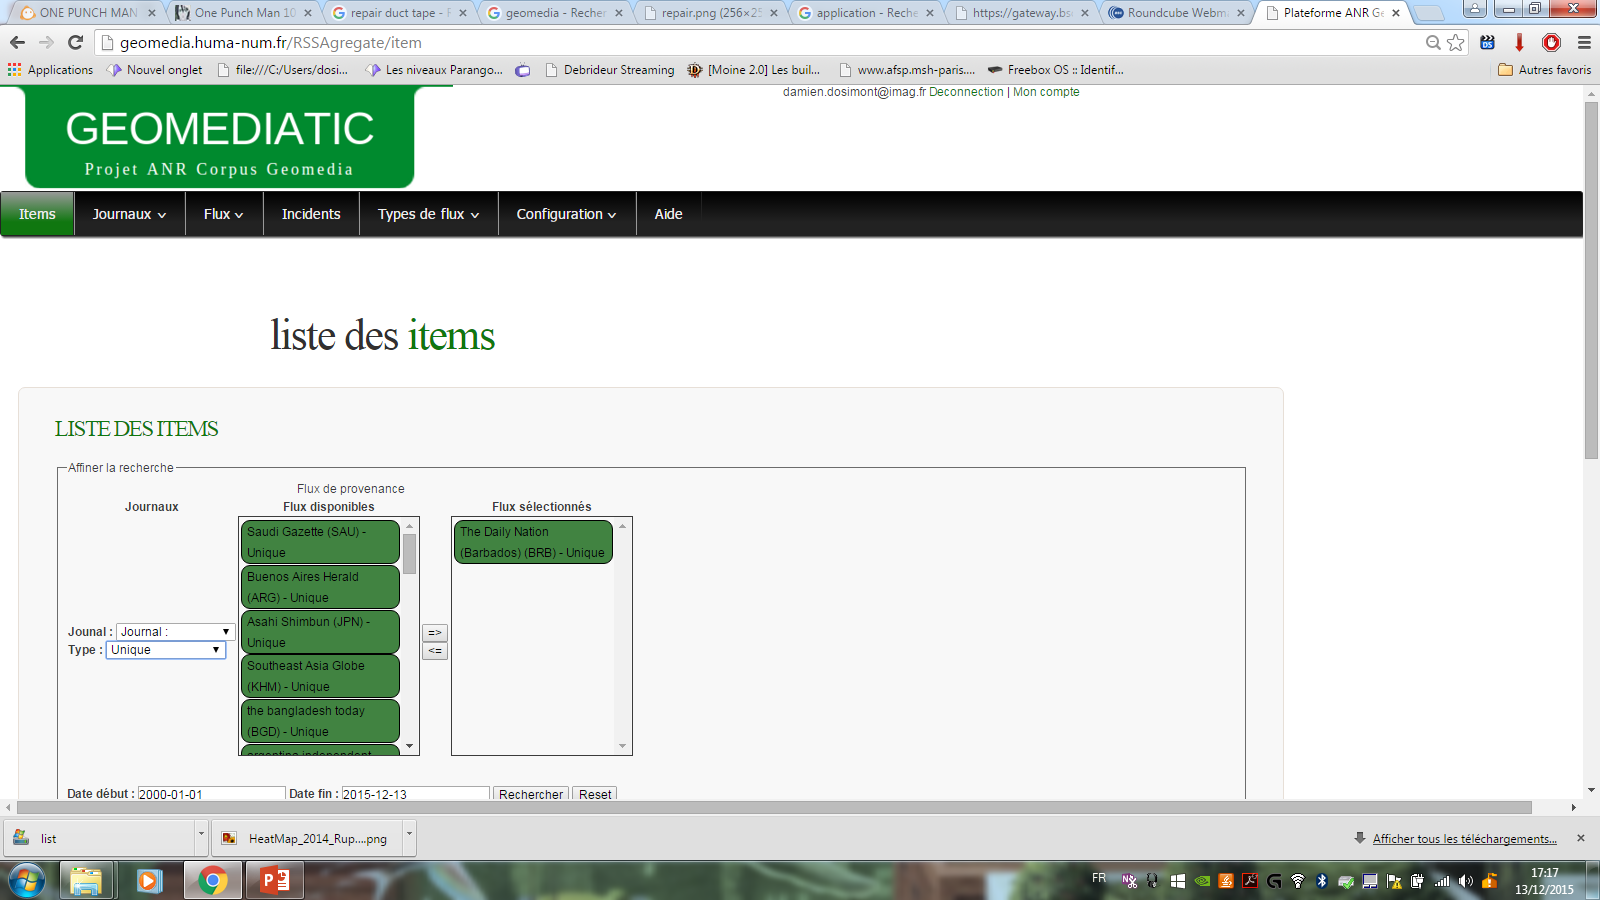 ONE PUNCH MAN
One Punch Man 10
repair duct tape - F
geomedia - Recher
repair.png (256×25
application - Reche
https://gateway.bs
Roundcube Webma
Plateforme ANR Ge
geomedia.huma-num.fr/RSSAgregate/item
Applications
Nouvel onglet
file:///C:/Users/dosi...
Les niveaux Parango...
Debrideur Streaming
[Moine 2.0] Les buil...
www.afsp.msh-paris....
Freebox OS :: Identif...
Autres favoris
damien.dosimont@imag.fr Deconnection | Mon compte
GEOMEDIATIC
Projet ANR Corpus Geomedia
Items
Journaux
Flux
Incidents
Types de flux
Configuration
Aide
liste des items
LISTE DES ITEMS
Affiner la recherche
Flux de provenance
Journaux
Flux disponibles
Flux sélectionnés
Saudi Gazette (SAU) -
Unique
Buenos Aires Herald
(ARG) - Unique
Asahi Shimbun (JPN) -
Unique
Southeast Asia Globe
(KHM) - Unique
the bangladesh today
(BGD) - Unique
argentina independent
The Daily Nation
(Barbados) (BRB) - Unique
Jounal : Journal :
Type : Unique
=>
<=
Date début : 2000-01-01 Date fin : 2015-12-13 Rechercher Reset
list
HeatMap_2014_Rup....png
Afficher tous les téléchargements...
FR
17:17
13/12/2015